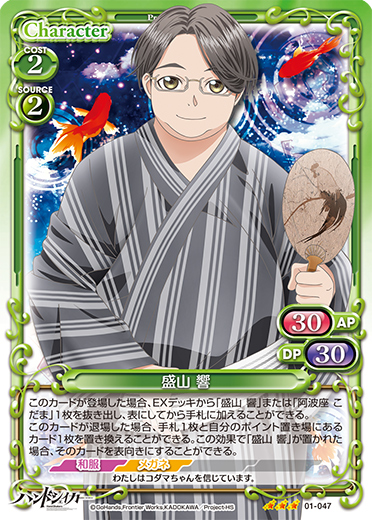 Character
COST
2
SOURCE
2
30 AP
DP 30
盛山 響
このカードが登場した場合、EXデッキから「盛山 響」または「阿波座 こ
だま」1枚を抜き出し、表にしてから手札に加えることができる。
このカードが退場した場合、手札1枚と自分のポイント置き場にある
カード1枚を置き換えることができる。この効果で「盛山 響」が置かれた
場合、そのカードを表向きにすることができる。
和服 メガネ
わたしはコダマちゃんを信じています。
ハンドシェイカー
©GoHands,Frontier Works,KADOKAWA／Project-HS
01-047